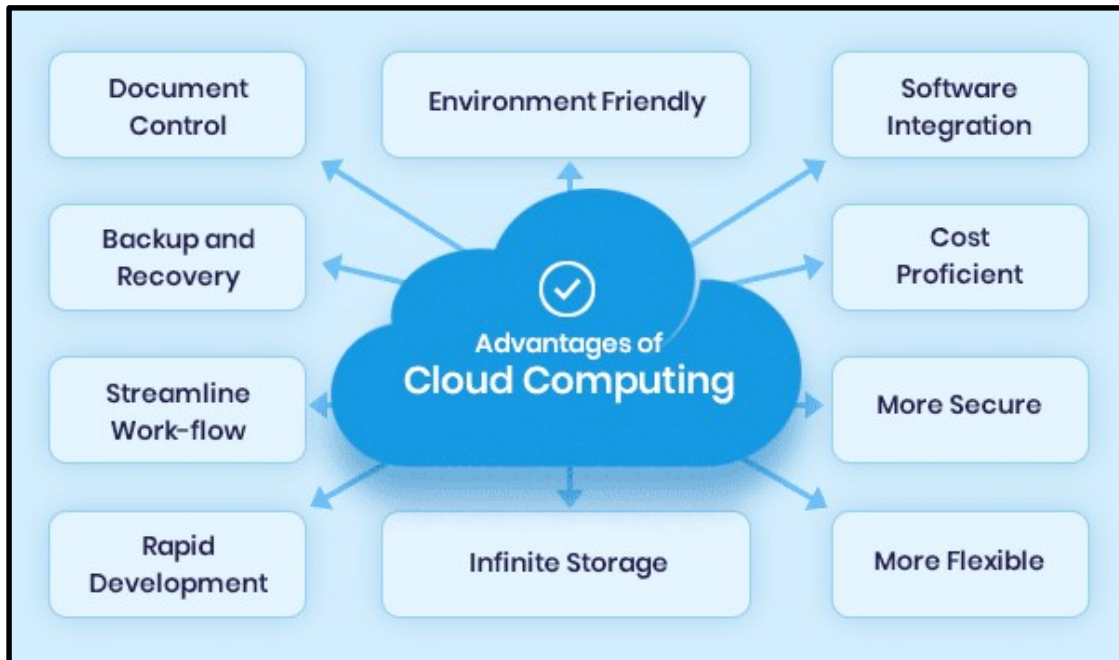 Document
Control
Environment Friendly
Software
Integration
Backup and
Recovery
Cost
Proficient
Advantages of
Cloud Computing
Streamline
Work-flow
More Secure
Rapid
Development
Infinite Storage
More Flexible